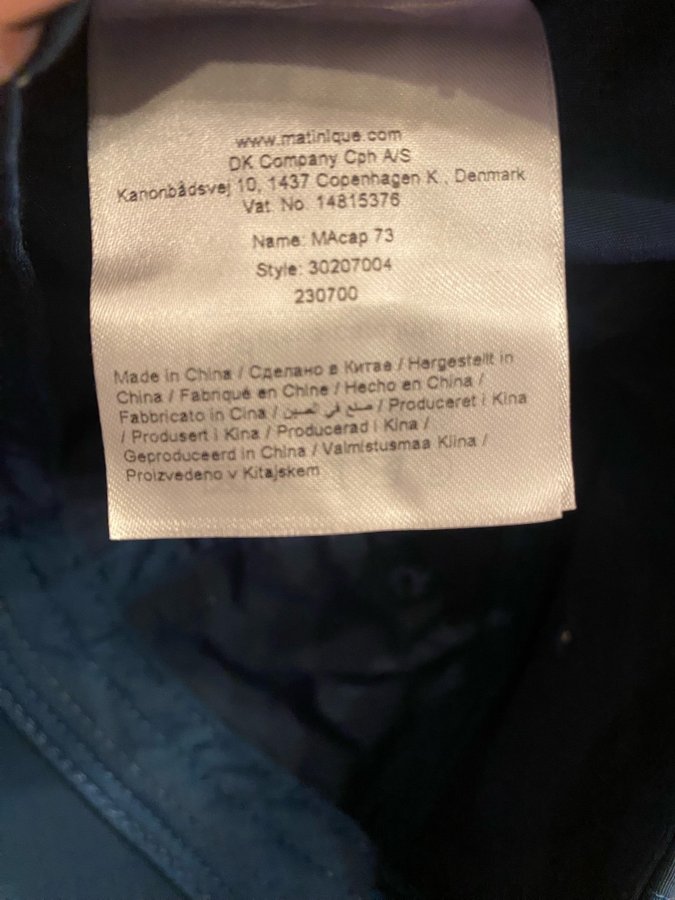 www.matinique.com
DK Company Cph A/S
Kanonbådsvej 10, 1437 Copenhagen K , Denmark
Vat. No. 14815376
Name: MAcap 73
Style: 30207004
230700
Made in China / Сделано в Китае / Hergestellt in
China / Fabriqué en Chine / Hecho en China /
Fabbricato in Cina / صنع في الصين / Produceret i Kina
/ Produsert i Kina / Producerad i Kina /
Geproduceerd in China / Valmistusmaa Kiina /
Proizvedeno v Kitajskem